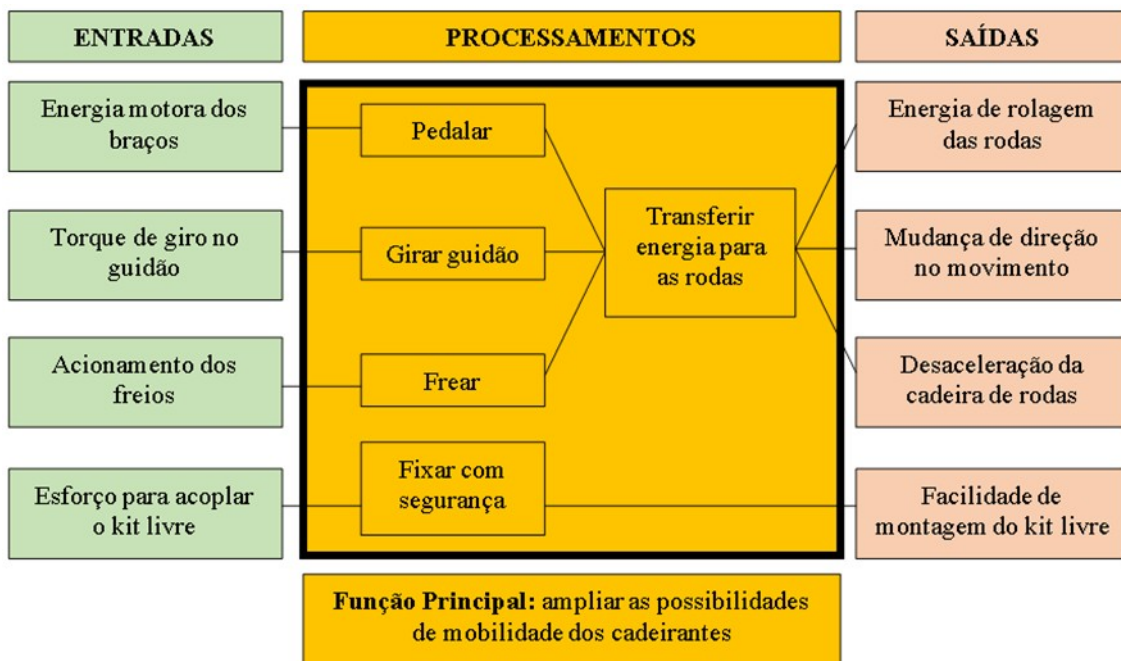 ENTRADAS
PROCESSAMENTOS
SAÍDAS
Energia motora dos
braços
Pedalar
Energia de rolagem
das rodas
Torque de giro no
guidão
Girar guidão
Transferir
energia para
as rodas
Mudança de direção
no movimento
Acionamento dos
freios
Frear
Desaceleração da
cadeira de rodas
Esforço para acoplar
o kit livre
Fixar com
segurança
Facilidade de
montagem do kit livre
Função Principal: ampliar as possibilidades
de mobilidade dos cadeirantes